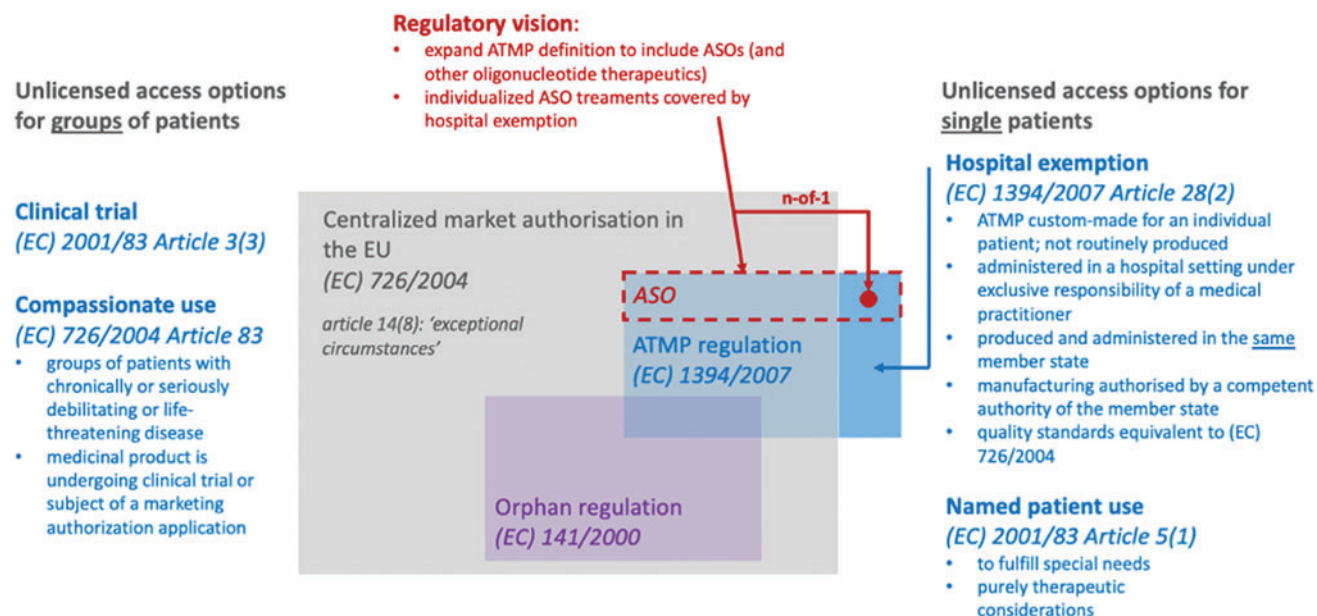 Regulatory vision:
• expand ATMP definition to include ASOs (and
other oligonucleotide therapeutics)
• individualized ASO treaments covered by
hospital exemption
Unlicensed access options
for groups of patients
Clinical trial
(EC) 2001/83 Article 3(3)
Compassionate use
(EC) 726/2004 Article 83
• groups of patients with
chronically or seriously
debilitating or life-
threatening disease
• medicinal product is
undergoing clinical trial or
subject of a marketing
authorization application
Centralized market authorisation in
the EU
(EC) 726/2004
article 14(8): ‘exceptional
circumstances’
n-of-1
ASO
ATMP regulation
(EC) 1394/2007
Orphan regulation
(EC) 141/2000
Unlicensed access options for
single patients
Hospital exemption
(EC) 1394/2007 Article 28(2)
• ATMP custom-made for an individual
patient; not routinely produced
• administered in a hospital setting under
exclusive responsibility of a medical
practitioner
• produced and administered in the same
member state
• manufacturing authorised by a competent
authority of the member state
• quality standards equivalent to (EC)
726/2004
Named patient use
(EC) 2001/83 Article 5(1)
• to fulfill special needs
• purely therapeutic
considerations